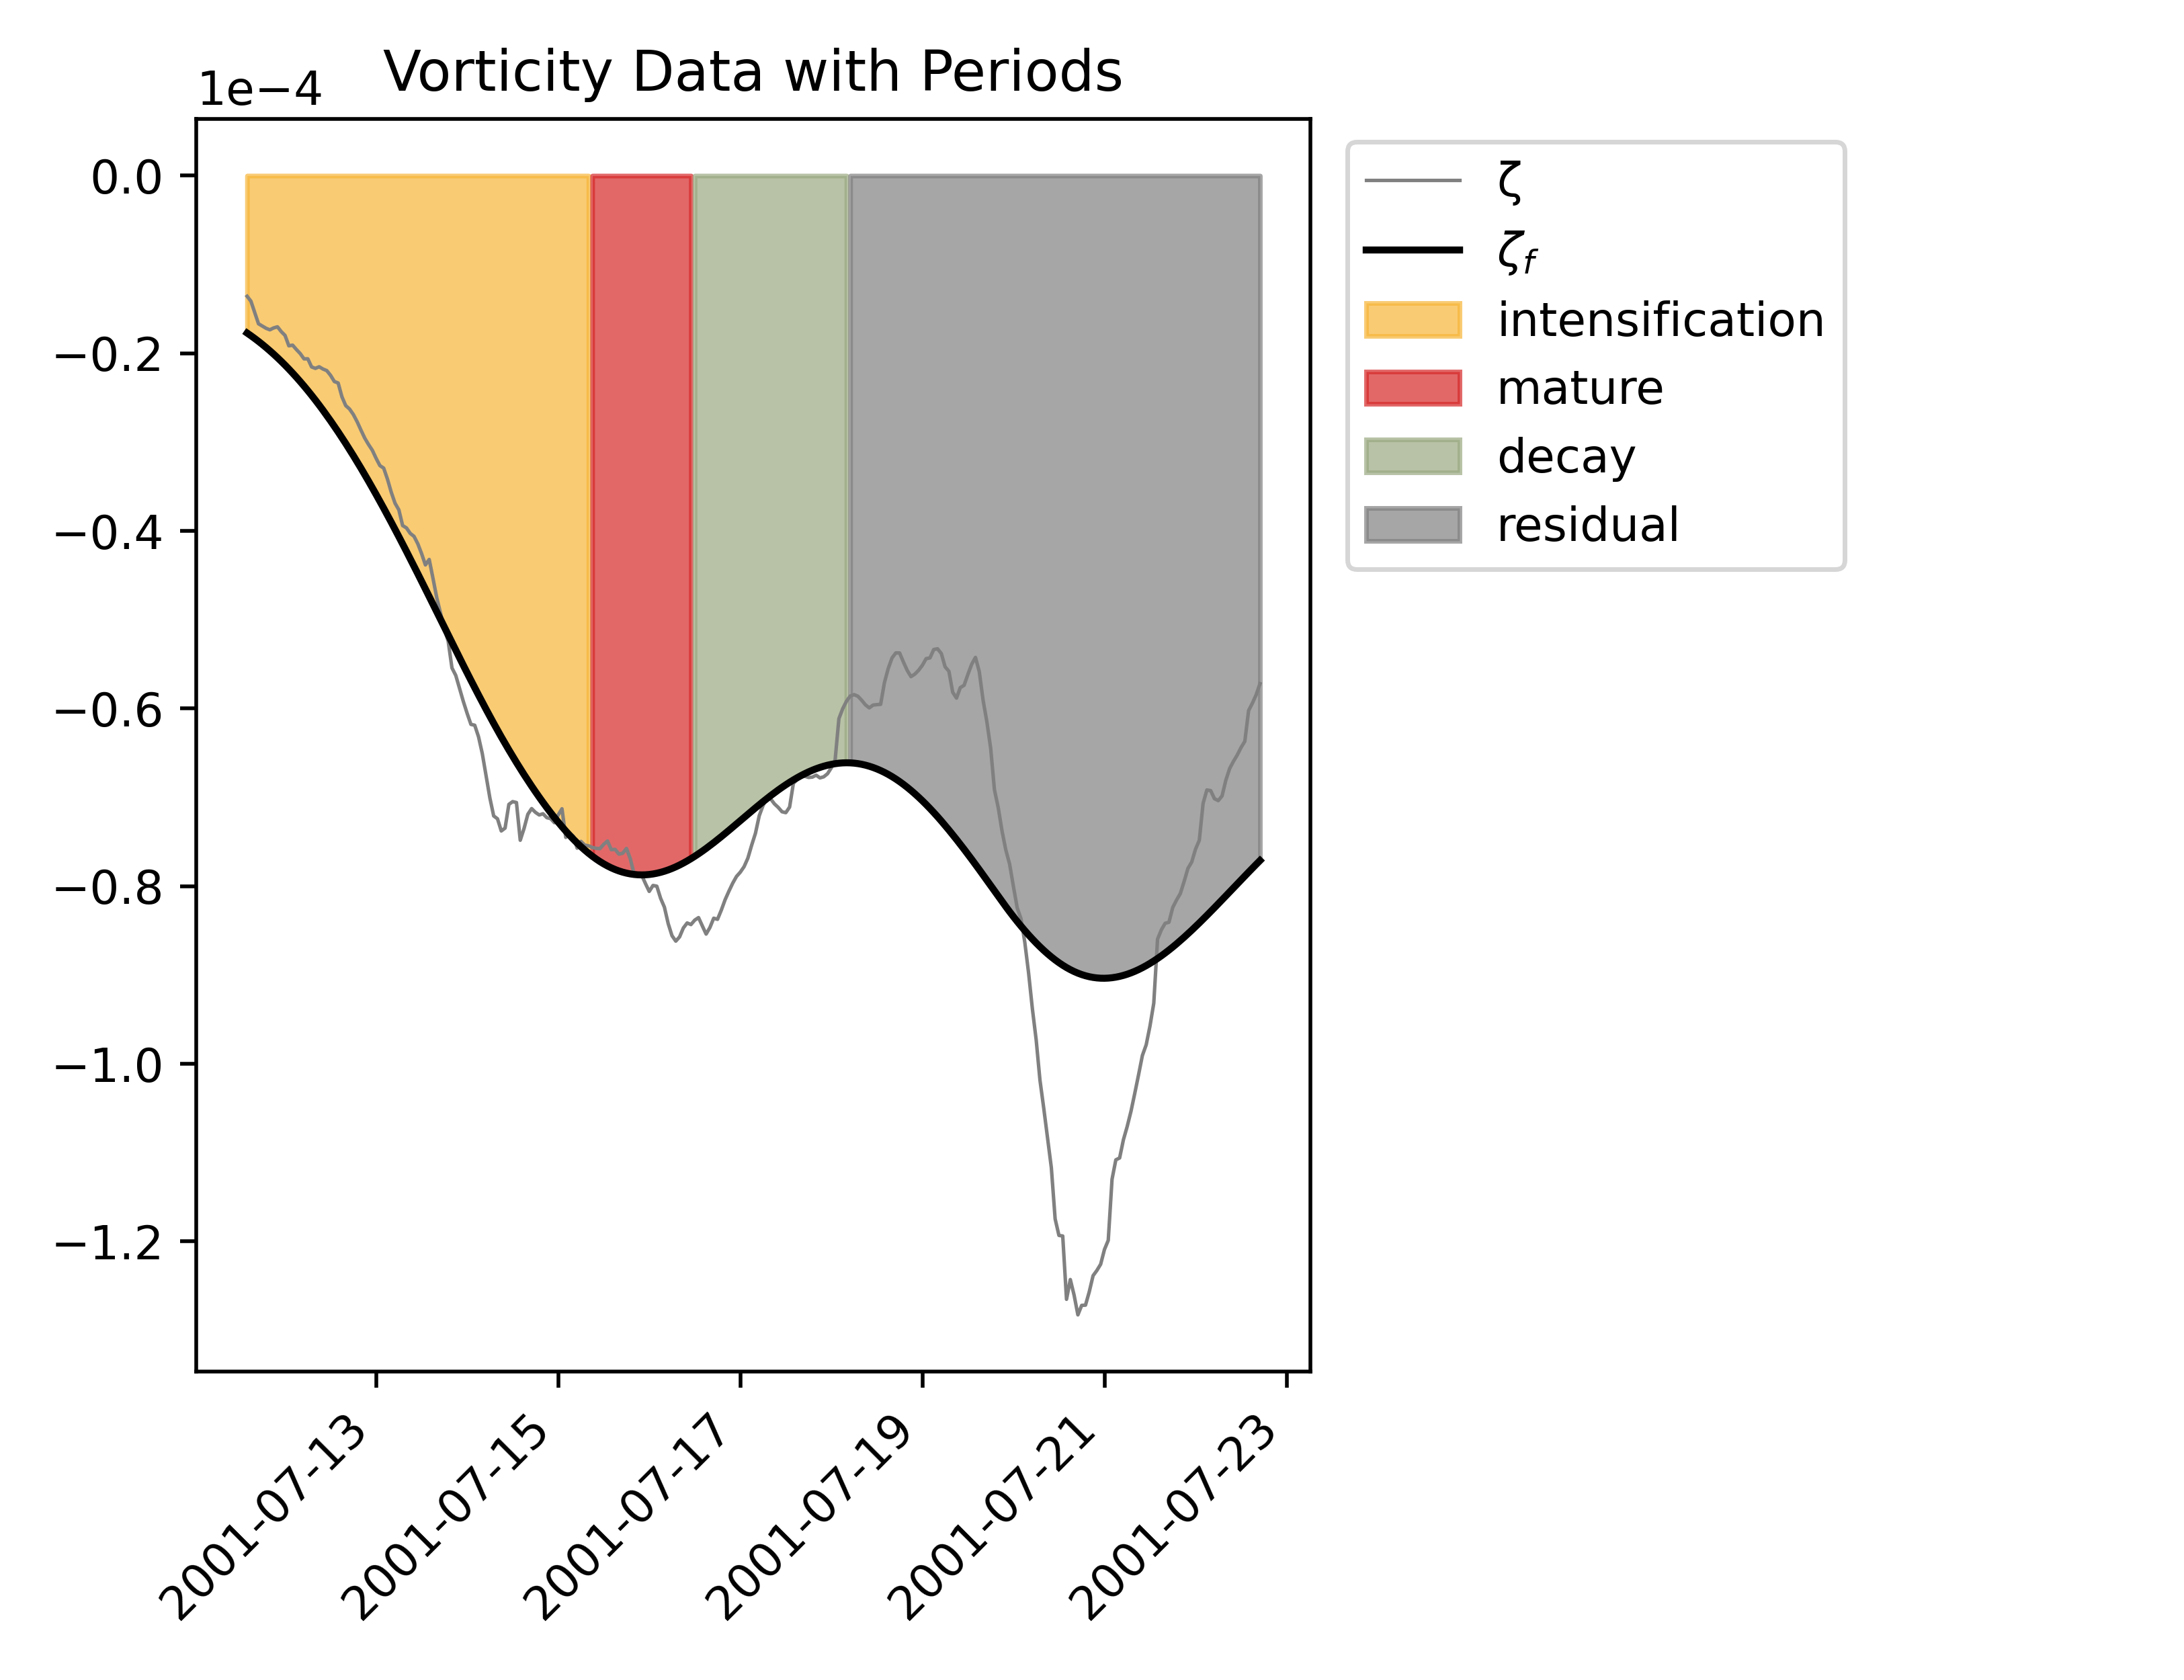 Vorticity Data with Periods
1e−4
0.0
−0.2
−0.4
−0.6
−0.8
−1.0
−1.2
2001-07-13
2001-07-15
2001-07-17
2001-07-19
2001-07-21
2001-07-23
ζ
ζf
intensification
mature
decay
residual